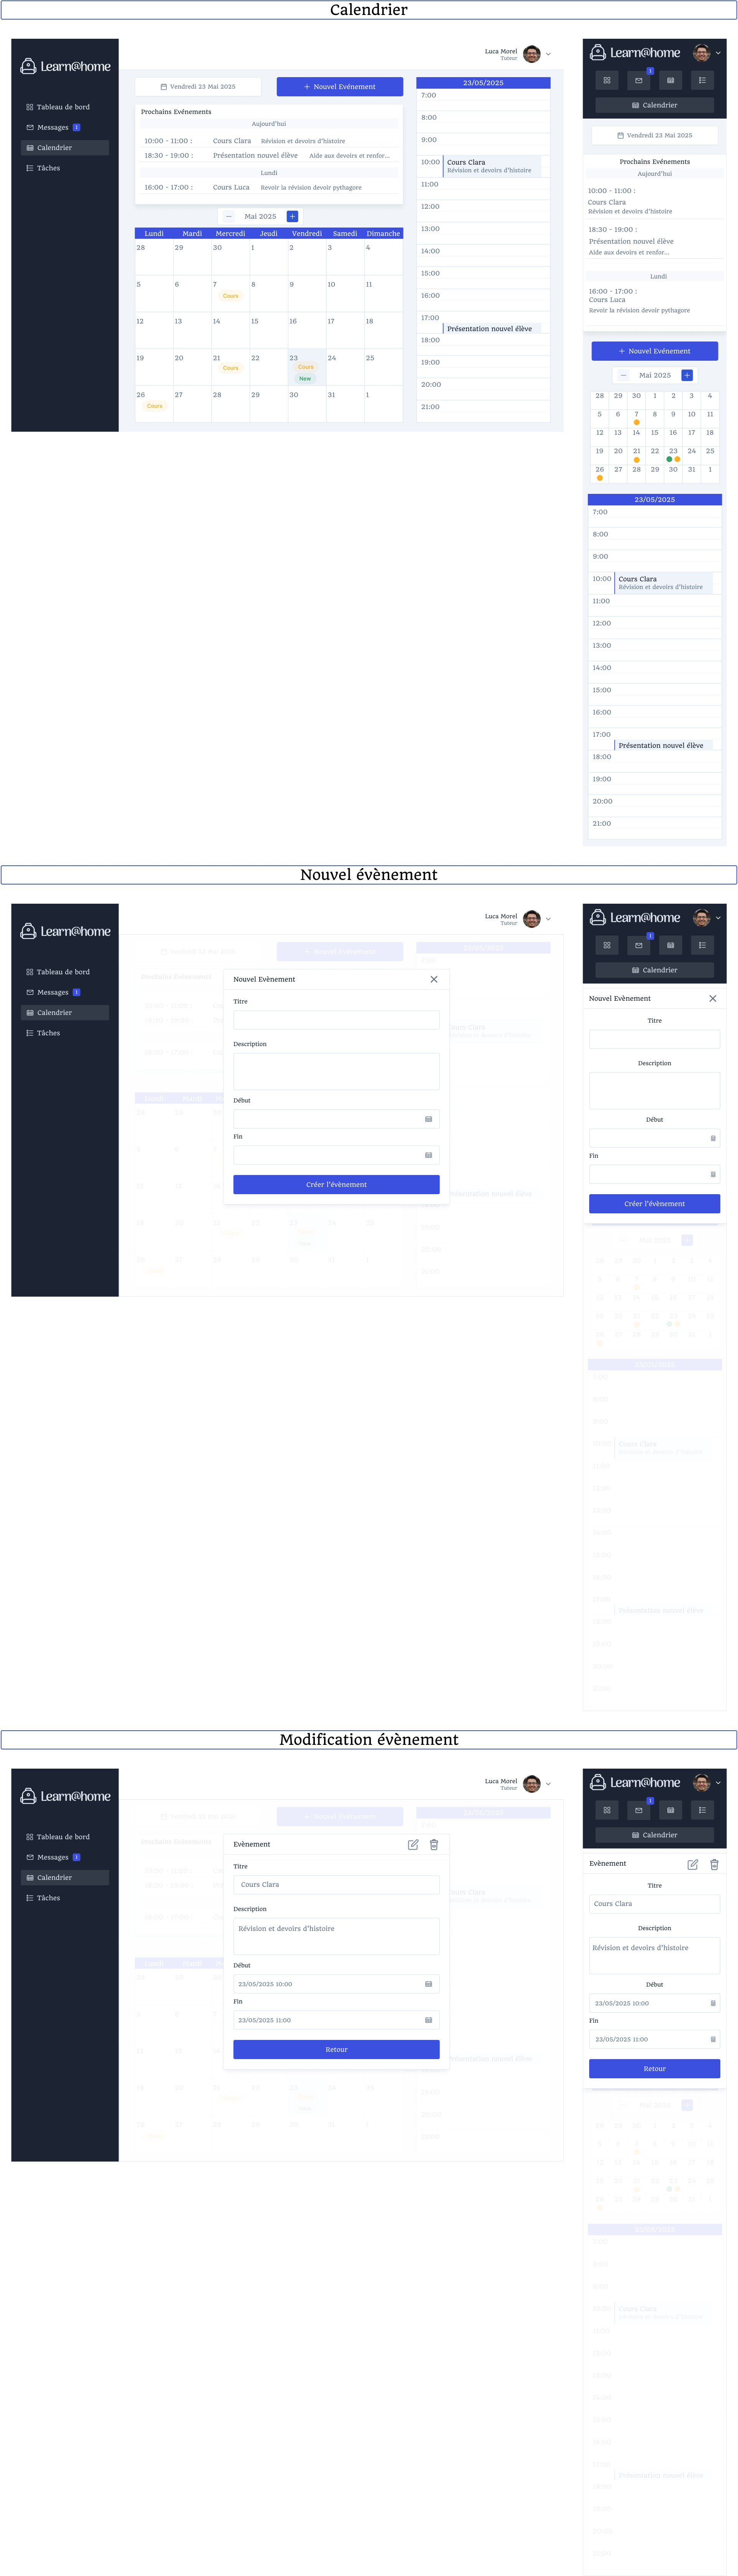 Calendrier
Learn@home
Tableau de bord
Messages 1
Calendrier
Tâches
Luca Morel
Tuteur
Vendredi 23 Mai 2025
Nouvel Evénement
Prochains Evénements
Aujourd'hui
10:00 - 11:00 : Cours Clara Révision et devoirs d'histoire
18:30 - 19:00 : Présentation nouvel élève Aide aux devoirs et renfor...
Lundi
16:00 - 17:00 : Cours Luca Revoir la révision devoir pythagore
Mai 2025
Lundi Mardi Mercredi Jeudi Vendredi Samedi Dimanche
28 29 30 1 2 3 4
5 6 7 8 9 10 11
Cours
12 13 14 15 16 17 18
19 20 21 22 23 24 25
Cours Cours
New
26 27 28 29 30 31 1
Cours
23/05/2025
7:00
8:00
9:00
10:00 Cours Clara
Révision et devoirs d'histoire
11:00
12:00
13:00
14:00
15:00
16:00
17:00
Présentation nouvel élève
18:00
19:00
20:00
21:00
Learn@home
1
Calendrier
Vendredi 23 Mai 2025
Prochains Evénements
Aujourd'hui
10:00 - 11:00 :
Cours Clara
Révision et devoirs d'histoire
18:30 - 19:00 :
Présentation nouvel élève
Aide aux devoirs et renfor...
Lundi
16:00 - 17:00 :
Cours Luca
Revoir la révision devoir pythagore
Nouvel Evénement
Mai 2025
28 29 30 1 2 3 4
5 6 7 8 9 10 11
12 13 14 15 16 17 18
19 20 21 22 23 24 25
26 27 28 29 30 31 1
23/05/2025
7:00
8:00
9:00
10:00 Cours Clara
Révision et devoirs d'histoire
11:00
12:00
13:00
14:00
15:00
16:00
17:00
Présentation nouvel élève
18:00
19:00
20:00
21:00
Nouvel évènement
Learn@home
Tableau de bord
Messages 1
Calendrier
Tâches
Luca Morel
Tuteur
Nouvel Evènement
Titre
Description
Début
Fin
Créer l'évènement
Learn@home
1
Calendrier
Nouvel Evènement
Titre
Description
Début
Fin
Créer l'évènement
Modification évènement
Learn@home
Tableau de bord
Messages 1
Calendrier
Tâches
Luca Morel
Tuteur
Evènement
Titre
Cours Clara
Description
Révision et devoirs d'histoire
Début
23/05/2025 10:00
Fin
23/05/2025 11:00
Retour
Learn@home
1
Calendrier
Evènement
Titre
Cours Clara
Description
Révision et devoirs d'histoire
Début
23/05/2025 10:00
Fin
23/05/2025 11:00
Retour